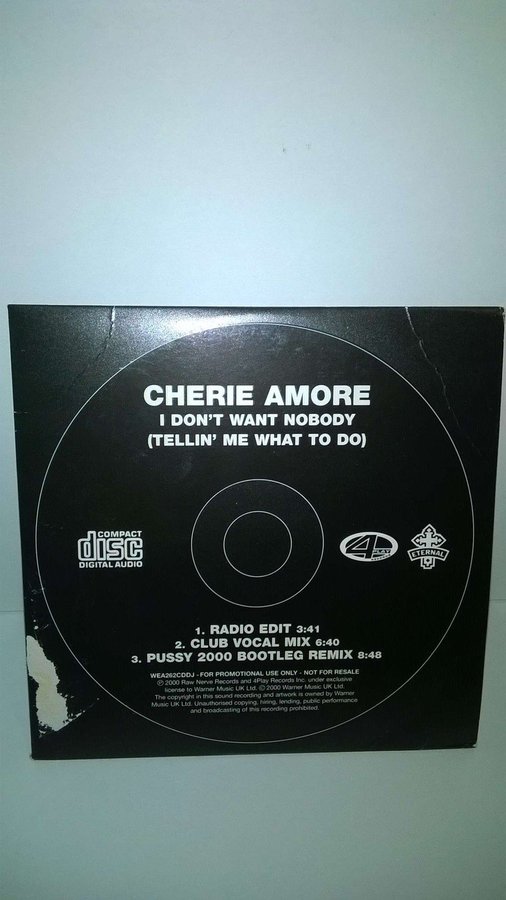 CHERIE AMORE
I DON'T WANT NOBODY
(TELLIN' ME WHAT TO DO)
COMPACT
disc
DIGITAL AUDIO
4 PLAY
RECORDS
ETERNAL
1. RADIO EDIT 3:41
2. CLUB VOCAL MIX 6:40
3. PUSSY 2000 BOOTLEG REMIX 8:48
WEA262CDDJ - FOR PROMOTIONAL USE ONLY - NOT FOR RESALE
℗ 2000 Raw Nerve Records and 4Play Records Inc. under exclusive
license to Warner Music UK Ltd. © 2000 Warner Music UK Ltd.
The copyright in this sound recording and artwork is owned by Warner
Music UK Ltd. Unauthorised copying, hiring, lending, public performance
and broadcasting of this recording prohibited.